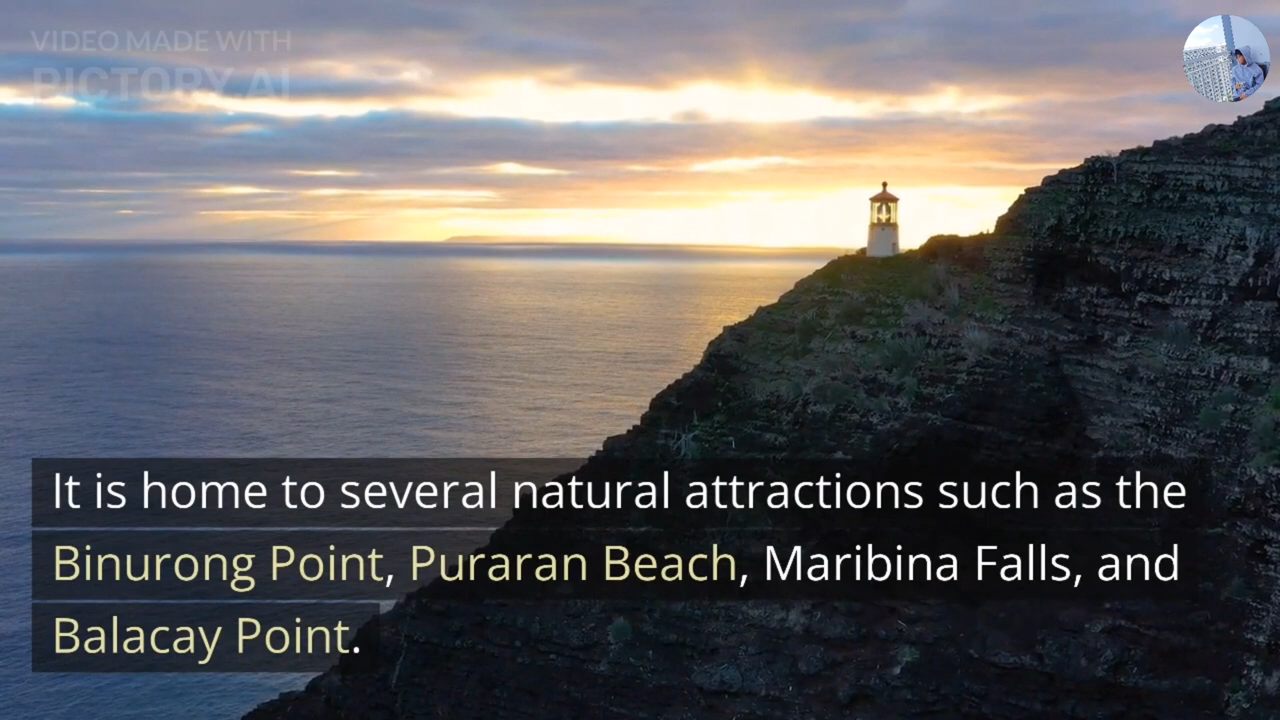 VIDEO MADE WITH
PICTORY.AI
It is home to several natural attractions such as the
Binurong Point, Puraran Beach, Maribina Falls, and
Balacay Point.